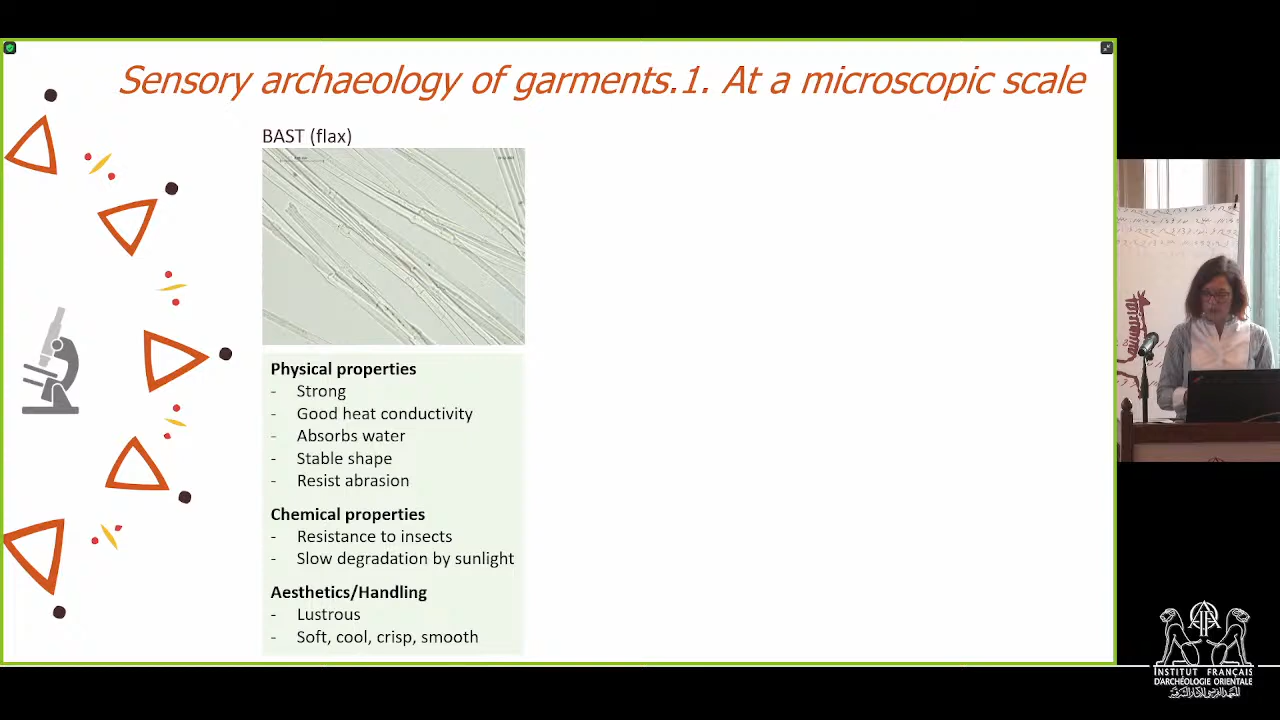 Sensory archaeology of garments.1. At a microscopic scale
BAST (flax)
Physical properties
- Strong
- Good heat conductivity
- Absorbs water
- Stable shape
- Resist abrasion
Chemical properties
- Resistance to insects
- Slow degradation by sunlight
Aesthetics/Handling
- Lustrous
- Soft, cool, crisp, smooth
INSTITUT FRANÇAIS
D'ARCHÉOLOGIE ORIENTALE